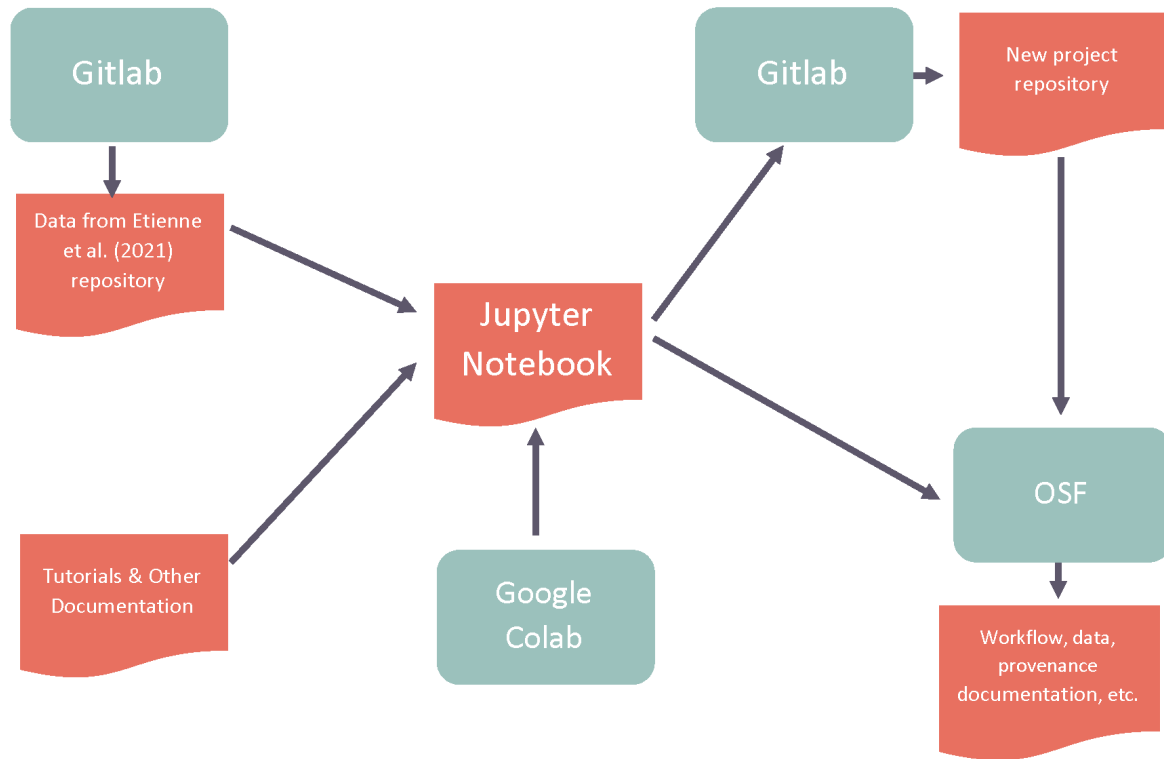 Gitlab
Data from Etienne
et al. (2021)
repository
Tutorials & Other
Documentation
Jupyter
Notebook
Google
Colab
Gitlab
New project
repository
OSF
Workflow, data,
provenance
documentation, etc.